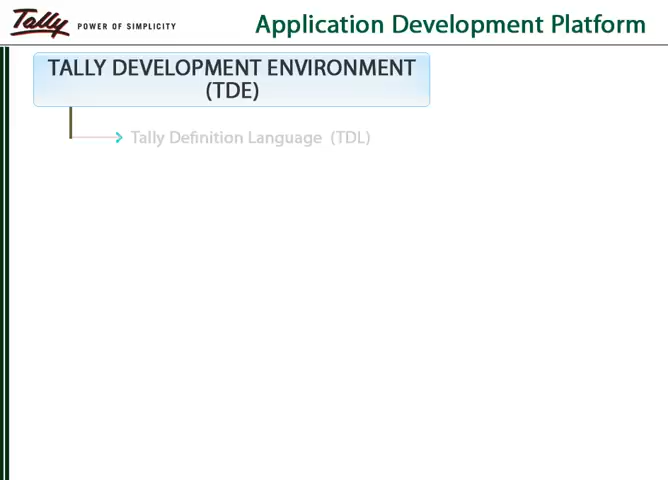 Tally POWER OF SIMPLICITY
Application Development Platform
TALLY DEVELOPMENT ENVIRONMENT
(TDE)
Tally Definition Language (TDL)